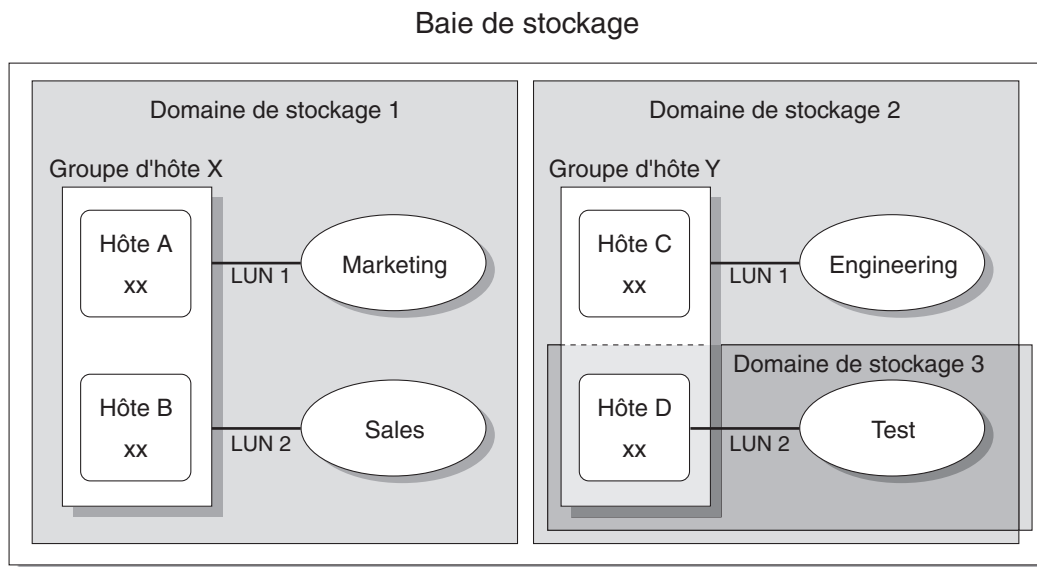 Baie de stockage
Domaine de stockage 1
Groupe d'hôte X
Hôte A
xx
LUN 1
Marketing
Hôte B
xx
LUN 2
Sales
Domaine de stockage 2
Groupe d'hôte Y
Hôte C
xx
LUN 1
Engineering
Domaine de stockage 3
Hôte D
xx
LUN 2
Test